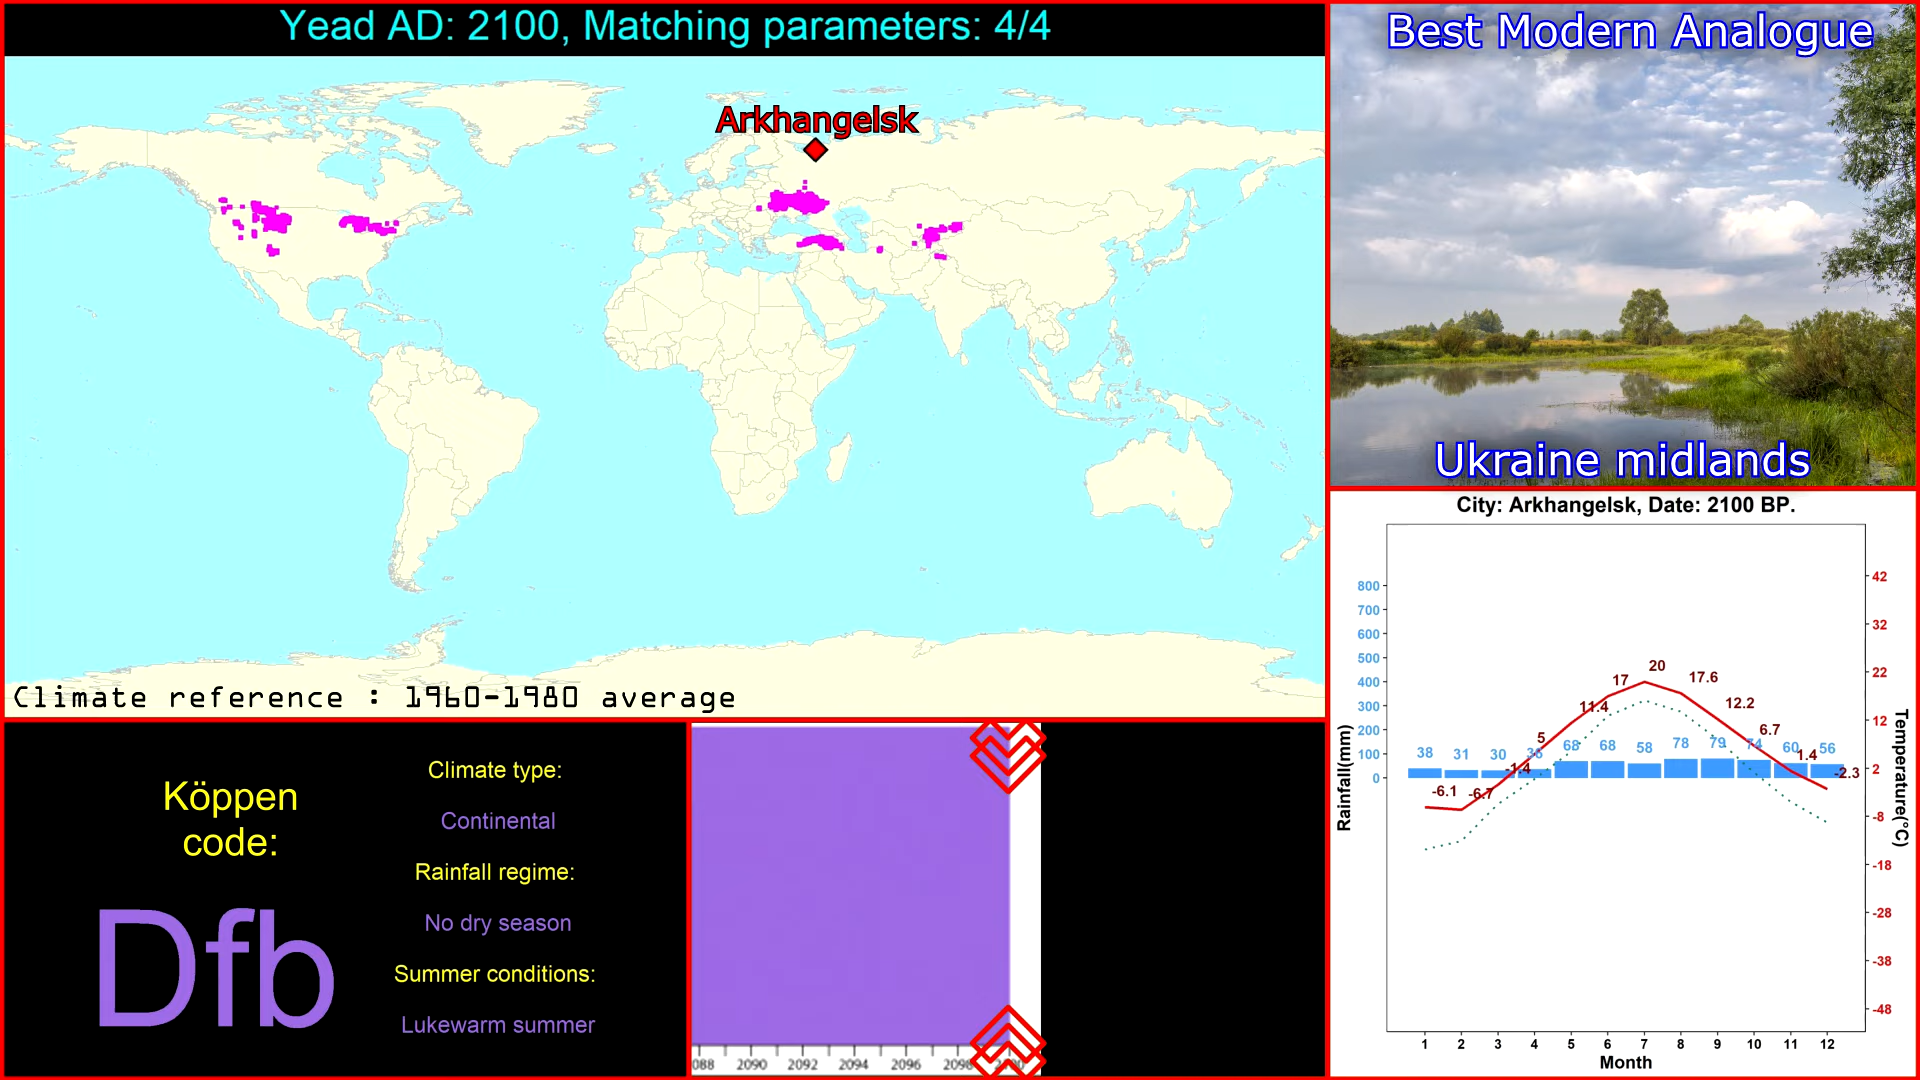 Yead AD: 2100, Matching parameters: 4/4
Arkhangelsk
Climate reference : 1960-1980 average
Best Modern Analogue
Ukraine midlands
Köppen
code:
Dfb
Climate type:
Continental
Rainfall regime:
No dry season
Summer conditions:
Lukewarm summer
2090 2092 2094 2096
City: Arkhangelsk, Date: 2100 BP.
Rainfall(mm)
800
700
600
500
400
300
200
100
0
42
32
22
12
2
-8
-18
-28
-38
-48
Temperature(°C)
-6.1 -6.7 -1.4 5 11.4 17 20 17.6 12.2 6.7 1.4 -2.3
38 31 30 36 68 68 58 78 79 74 60 56
1 2 3 4 5 6 7 8 9 10 11 12
Month